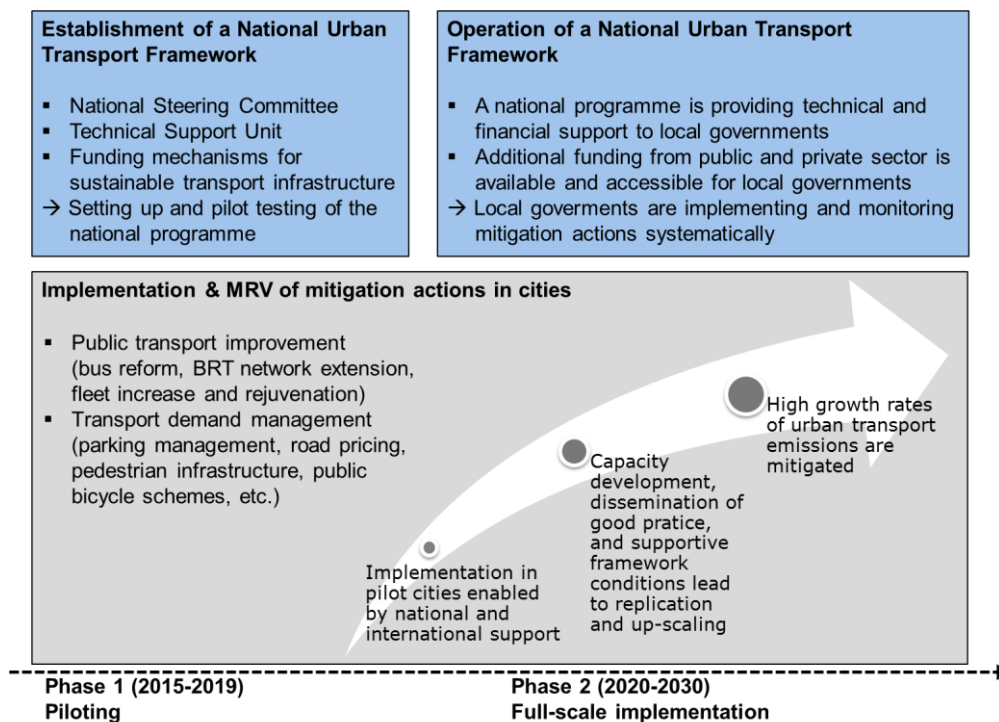 Establishment of a National Urban
Transport Framework
▪ National Steering Committee
▪ Technical Support Unit
▪ Funding mechanisms for
sustainable transport infrastructure
→ Setting up and pilot testing of the
national programme
Operation of a National Urban Transport
Framework
▪ A national programme is providing technical and
financial support to local governments
▪ Additional funding from public and private sector is
available and accessible for local governments
→ Local goverments are implementing and monitoring
mitigation actions systematically
Implementation & MRV of mitigation actions in cities
▪ Public transport improvement
(bus reform, BRT network extension,
fleet increase and rejuvenation)
▪ Transport demand management
(parking management, road pricing,
pedestrian infrastructure, public
bicycle schemes, etc.)
Implementation in
pilot cities enabled
by national and
international support
Capacity
development,
dissemination of
good pratice,
and supportive
framework
conditions lead
to replication
and up-scaling
High growth rates
of urban transport
emissions are
mitigated
Phase 1 (2015-2019)
Piloting
Phase 2 (2020-2030)
Full-scale implementation